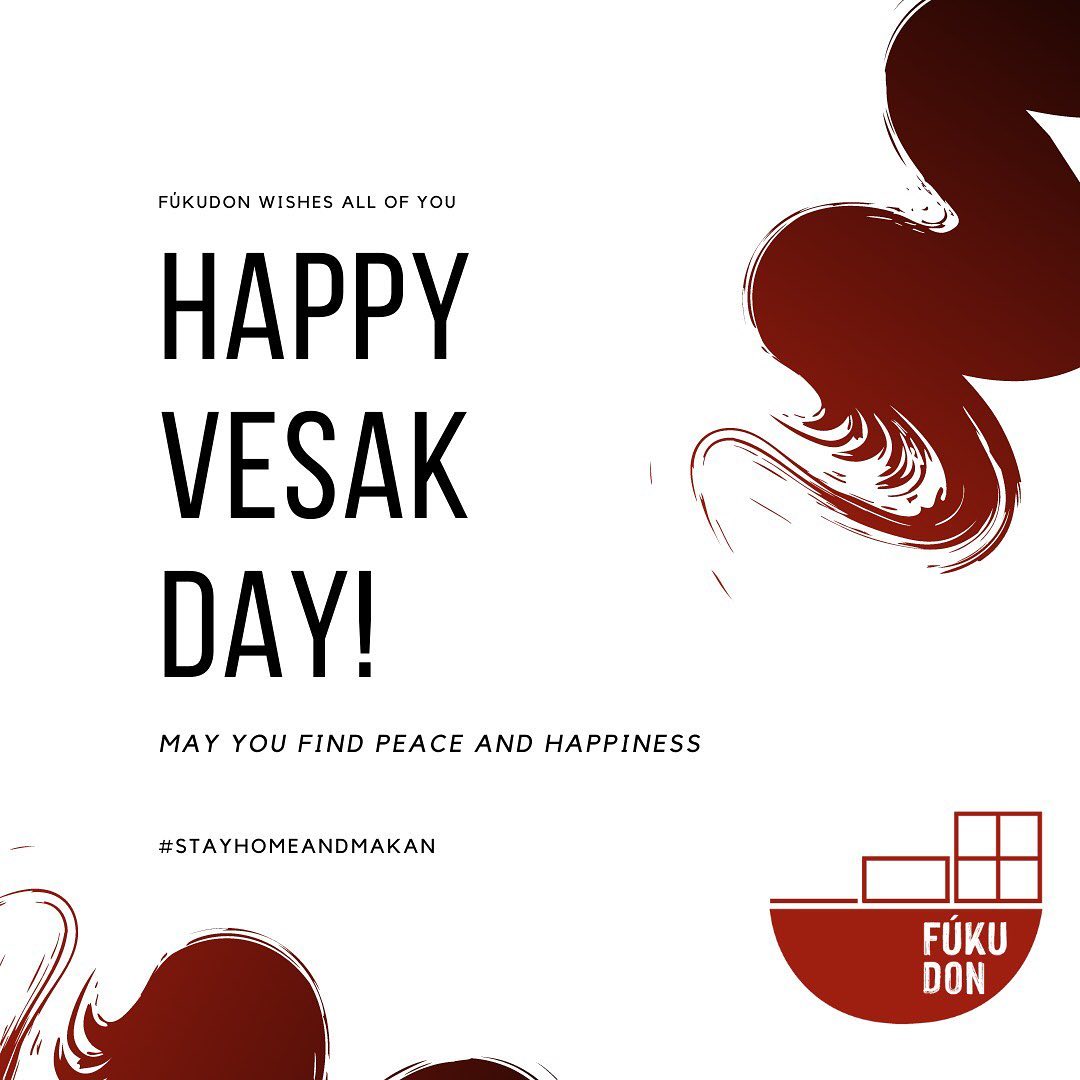 FÚKUDON WISHES ALL OF YOU
HAPPY
VESAK
DAY!
MAY YOU FIND PEACE AND HAPPINESS
#STAYHOMEANDMAKAN
FÚKU
DON